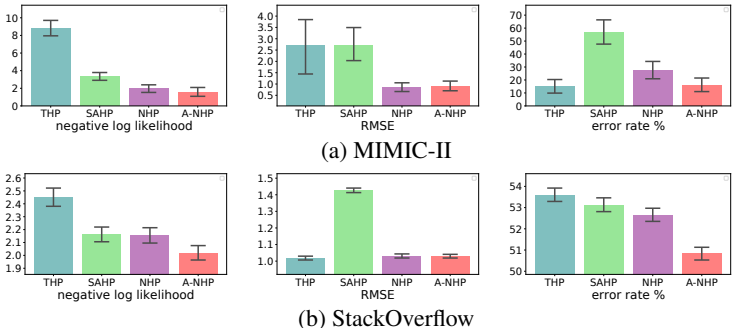 10
8
6
4
2
0
THP SAHP NHP A-NHP
negative log likelihood
4.0
3.5
3.0
2.5
2.0
1.5
1.0
0.5
THP SAHP NHP A-NHP
RMSE
70
60
50
40
30
20
10
0
THP SAHP NHP A-NHP
error rate %
(a) MIMIC-II
2.6
2.5
2.4
2.3
2.2
2.1
2.0
1.9
THP SAHP NHP A-NHP
negative log likelihood
1.5
1.4
1.3
1.2
1.1
1.0
THP SAHP NHP A-NHP
RMSE
54
53
52
51
50
THP SAHP NHP A-NHP
error rate %
(b) StackOverflow